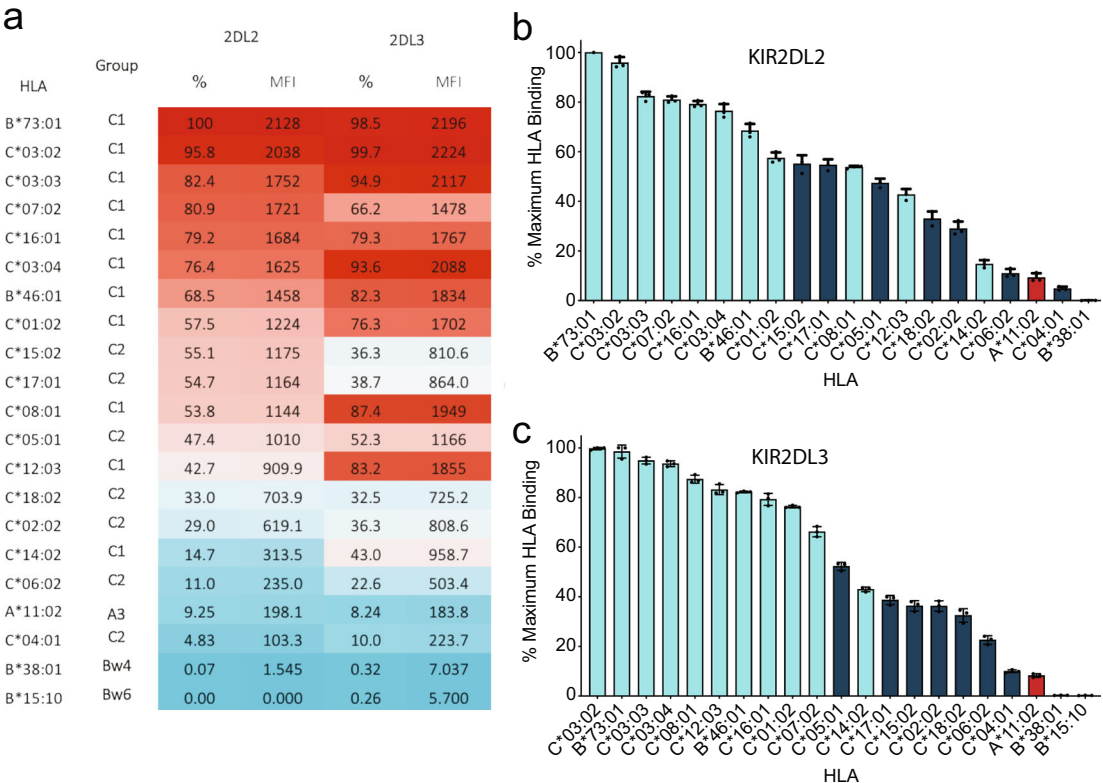 a
2DL2 2DL3
HLA Group % MFI % MFI
B*73:01 C1 100 2128 98.5 2196
C*03:02 C1 95.8 2038 99.7 2224
C*03:03 C1 82.4 1752 94.9 2117
C*07:02 C1 80.9 1721 66.2 1478
C*16:01 C1 79.2 1684 79.3 1767
C*03:04 C1 76.4 1625 93.6 2088
B*46:01 C1 68.5 1458 82.3 1834
C*01:02 C1 57.5 1224 76.3 1702
C*15:02 C2 55.1 1175 36.3 810.6
C*17:01 C2 54.7 1164 38.7 864.0
C*08:01 C1 53.8 1144 87.4 1949
C*05:01 C2 47.4 1010 52.3 1166
C*12:03 C1 42.7 909.9 83.2 1855
C*18:02 C2 33.0 703.9 32.5 725.2
C*02:02 C2 29.0 619.1 36.3 808.6
C*14:02 C1 14.7 313.5 43.0 958.7
C*06:02 C2 11.0 235.0 22.6 503.4
A*11:02 A3 9.25 198.1 8.24 183.8
C*04:01 C2 4.83 103.3 10.0 223.7
B*38:01 Bw4 0.07 1.545 0.32 7.037
B*15:10 Bw6 0.00 0.000 0.26 5.700
b
KIR2DL2
% Maximum HLA Binding
100
80
60
40
20
0
B*73:01 C*03:02 C*03:03 C*07:02 C*16:01 C*03:04 B*46:01 C*01:02 C*15:02 C*17:01 C*08:01 C*05:01 C*12:03 C*18:02 C*02:02 C*14:02 C*06:02 A*11:02 C*04:01 B*38:01
HLA
c
KIR2DL3
% Maximum HLA Binding
100
80
60
40
20
0
C*03:02 B*73:01 C*03:03 C*03:04 C*08:01 C*12:03 B*46:01 C*16:01 C*01:02 C*07:02 C*05:01 C*14:02 C*17:01 C*15:02 C*02:02 C*18:02 C*06:02 C*04:01 A*11:02 B*38:01 B*15:10
HLA